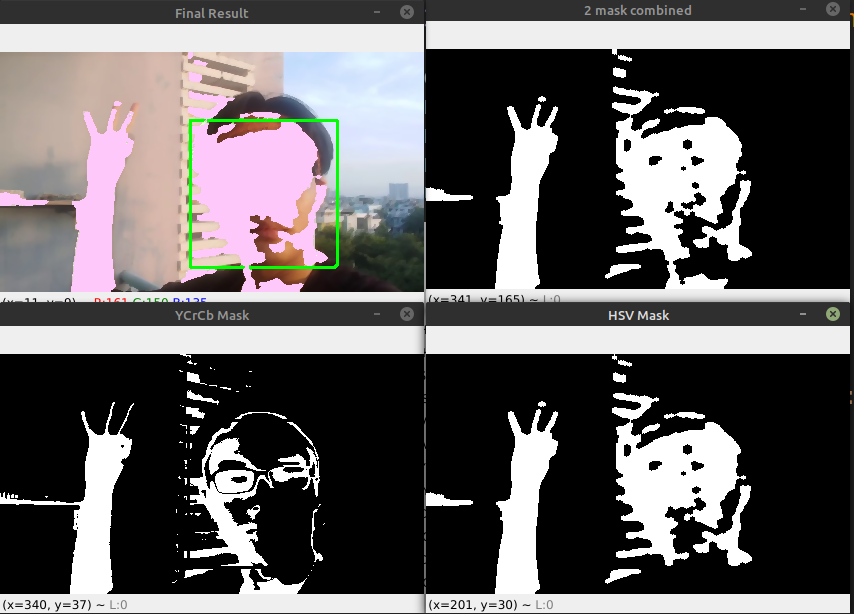 Final Result
2 mask combined
(x=11, y=0) ~ R:161 G:150 B:135
(x=341, y=165) ~ L:0
YCrCb Mask
HSV Mask
(x=340, y=37) ~ L:0
(x=201, y=30) ~ L:0